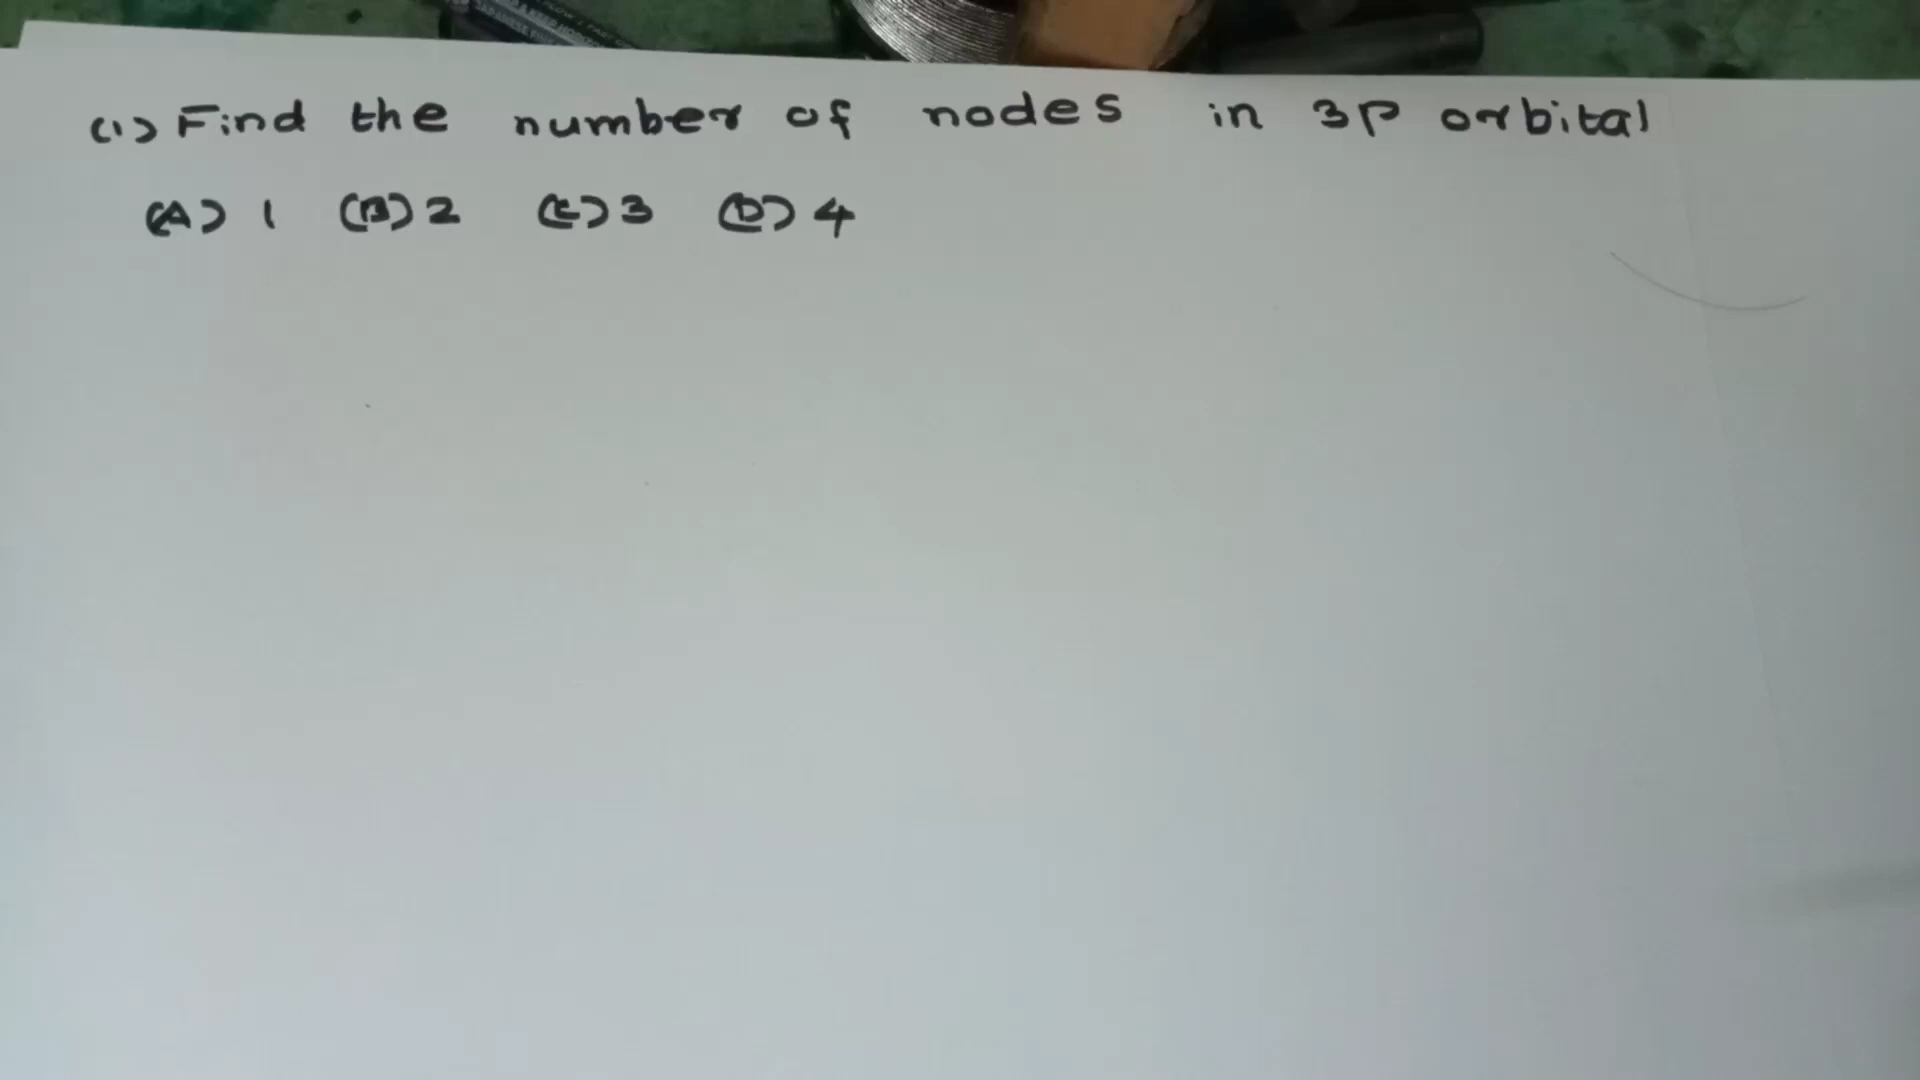 (1) Find the number of nodes in 3P orbital
(A) 1 (B) 2 (C) 3 (D) 4